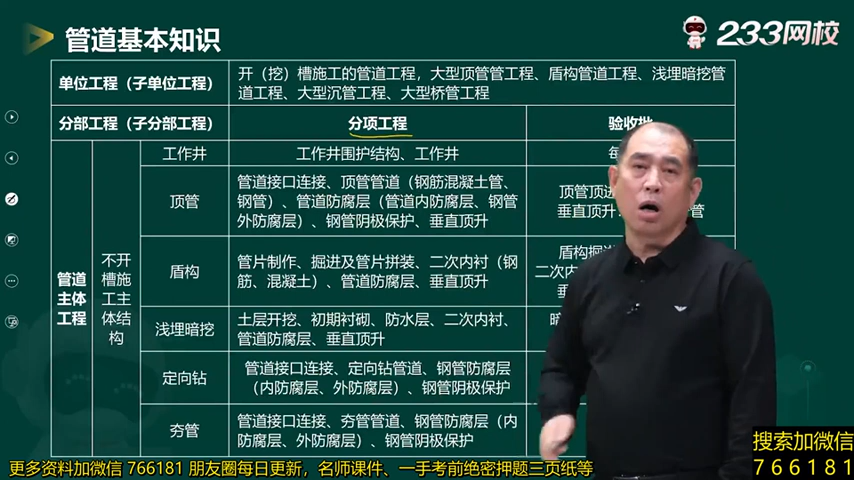 管道基本知识
233网校
单位工程（子单位工程）
开（挖）槽施工的管道工程，大型顶管管工程、盾构管道工程、浅埋暗挖管
道工程、大型沉管工程、大型桥管工程
分部工程（子分部工程）
分项工程
验收批
管道
主体
工程
不开
槽施
工主
体结
构
工作井
工作井围护结构、工作井
每
顶管
管道接口连接、顶管管道（钢筋混凝土管、
钢管）、管道防腐层（管道内防腐层、钢管
外防腐层）、钢管阴极保护、垂直顶升
顶管顶进
垂直顶升
管
盾构
管片制作、掘进及管片拼装、二次内衬（钢
筋、混凝土）、管道防腐层、垂直顶升
盾构掘进
二次内
垂
浅埋暗挖
土层开挖、初期衬砌、防水层、二次内衬、
管道防腐层、垂直顶升
暗
定向钻
管道接口连接、定向钻管道、钢管防腐层
（内防腐层、外防腐层）、钢管阴极保护
夯管
管道接口连接、夯管管道、钢管防腐层（内
防腐层、外防腐层）、钢管阴极保护
搜索加微信
766181
更多资料加微信 766181 朋友圈每日更新，名师课件、一手考前绝密押题三页纸等